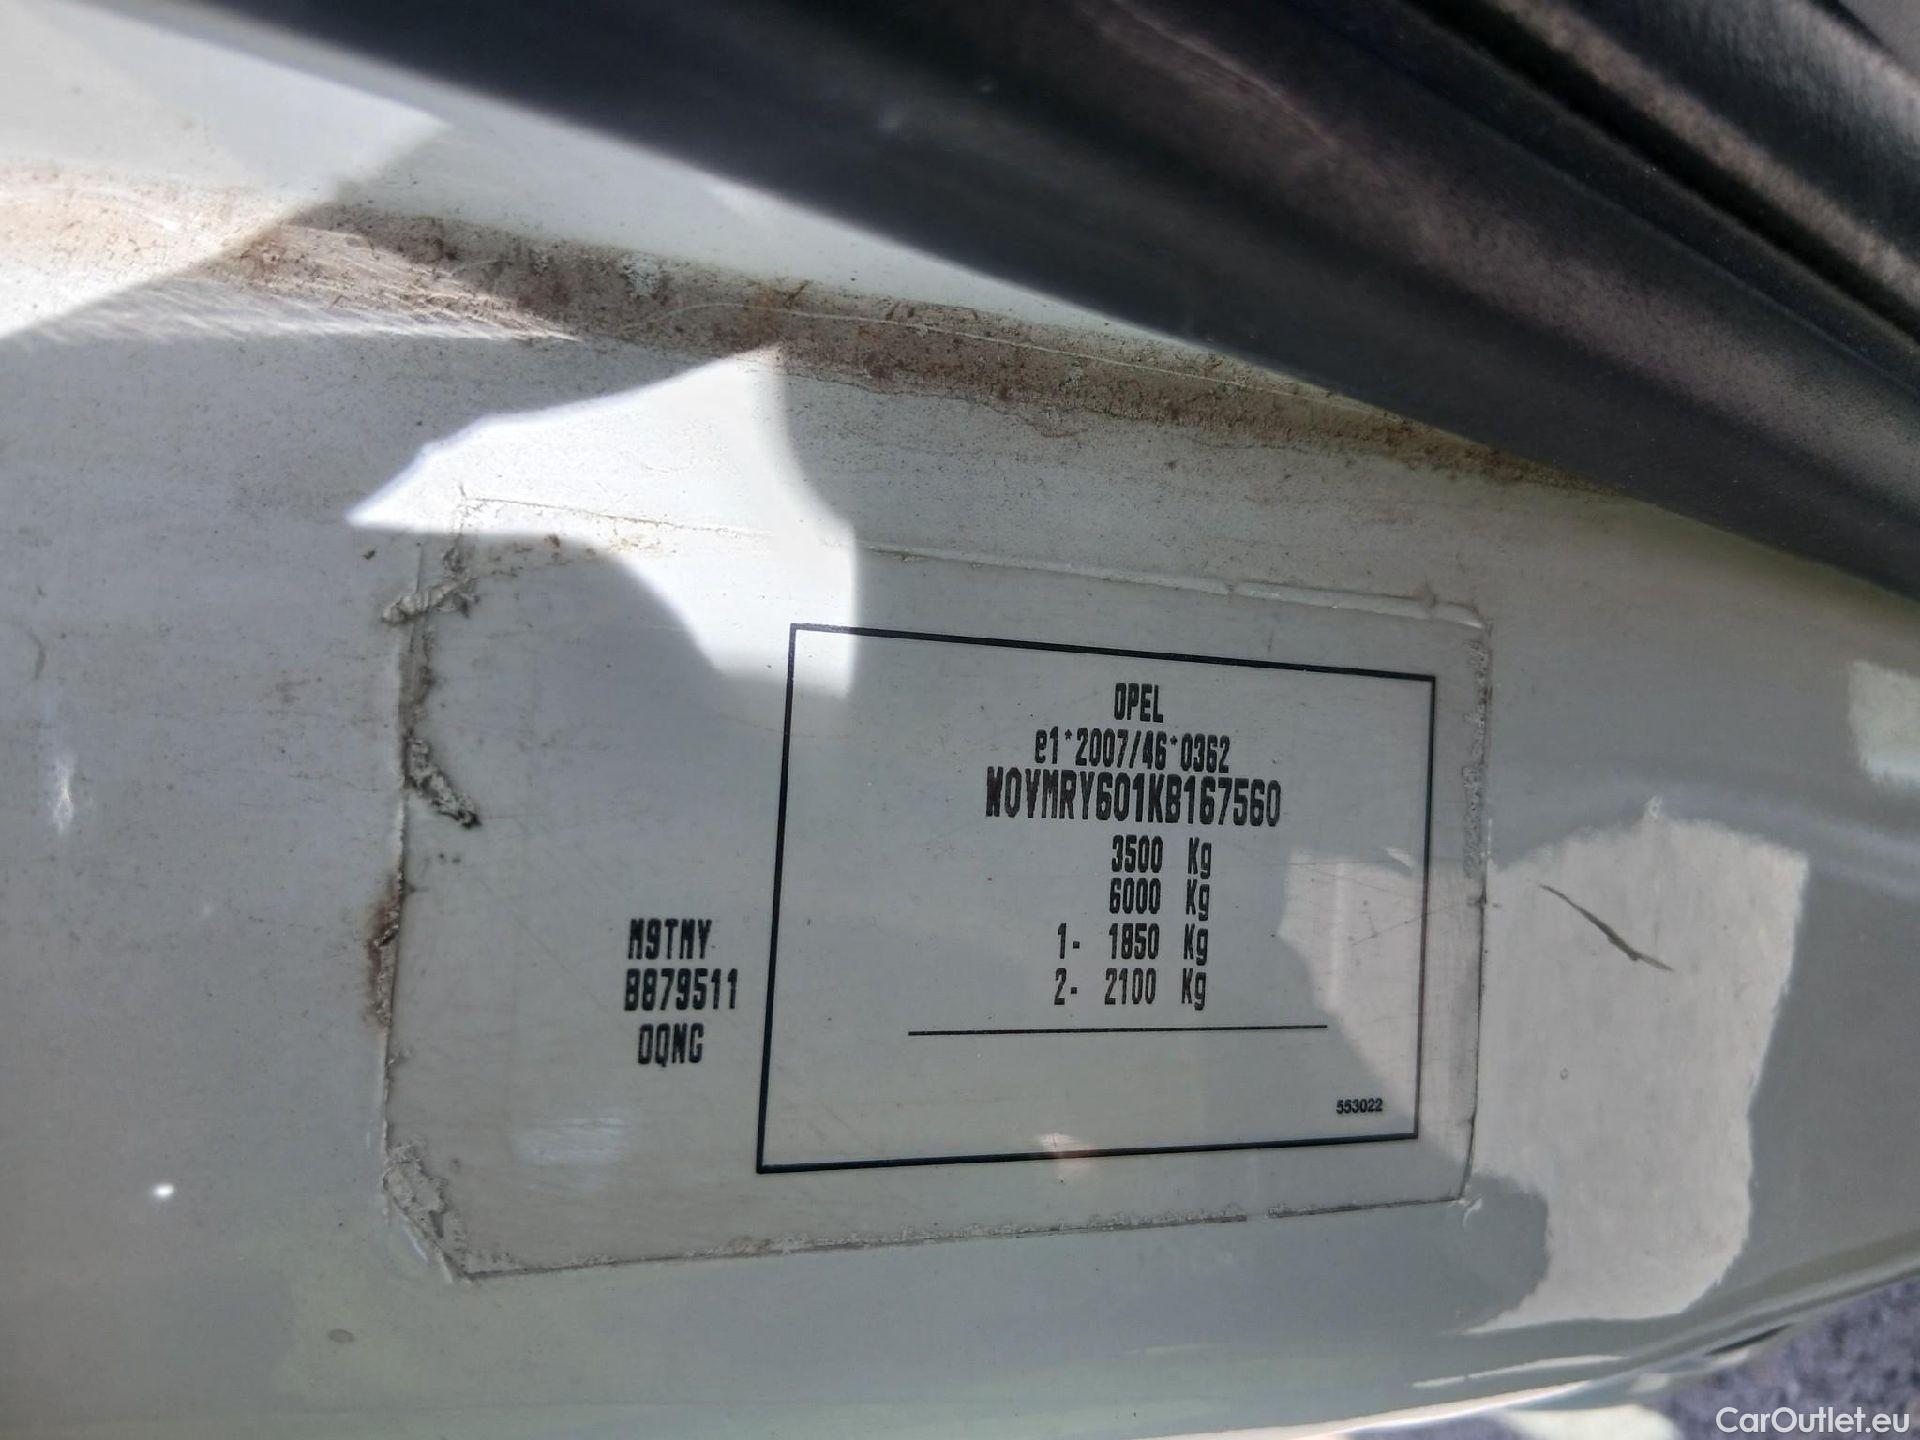 OPEL
e1*2007/46*0362
W0VMRY601KB167560
3500 Kg
6000 Kg
1- 1850 Kg
2- 2100 Kg
M9TMY
B879511
0QNG
553022
CarOutlet.eu